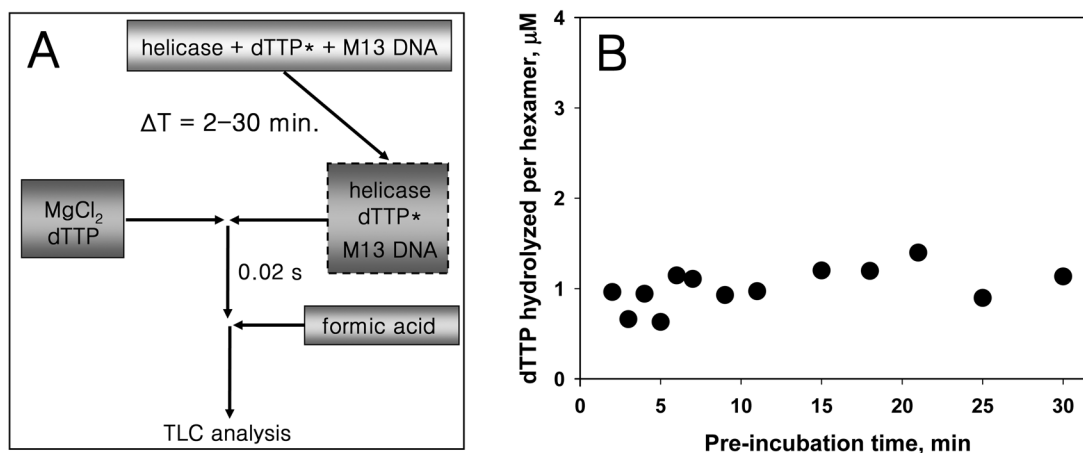 A
helicase + dTTP* + M13 DNA
ΔT = 2–30 min.
MgCl₂
dTTP
helicase
dTTP*
M13 DNA
0.02 s
formic acid
TLC analysis
B
dTTP hydrolyzed per hexamer, μM
4
3
2
1
0
0 5 10 15 20 25 30
Pre-incubation time, min